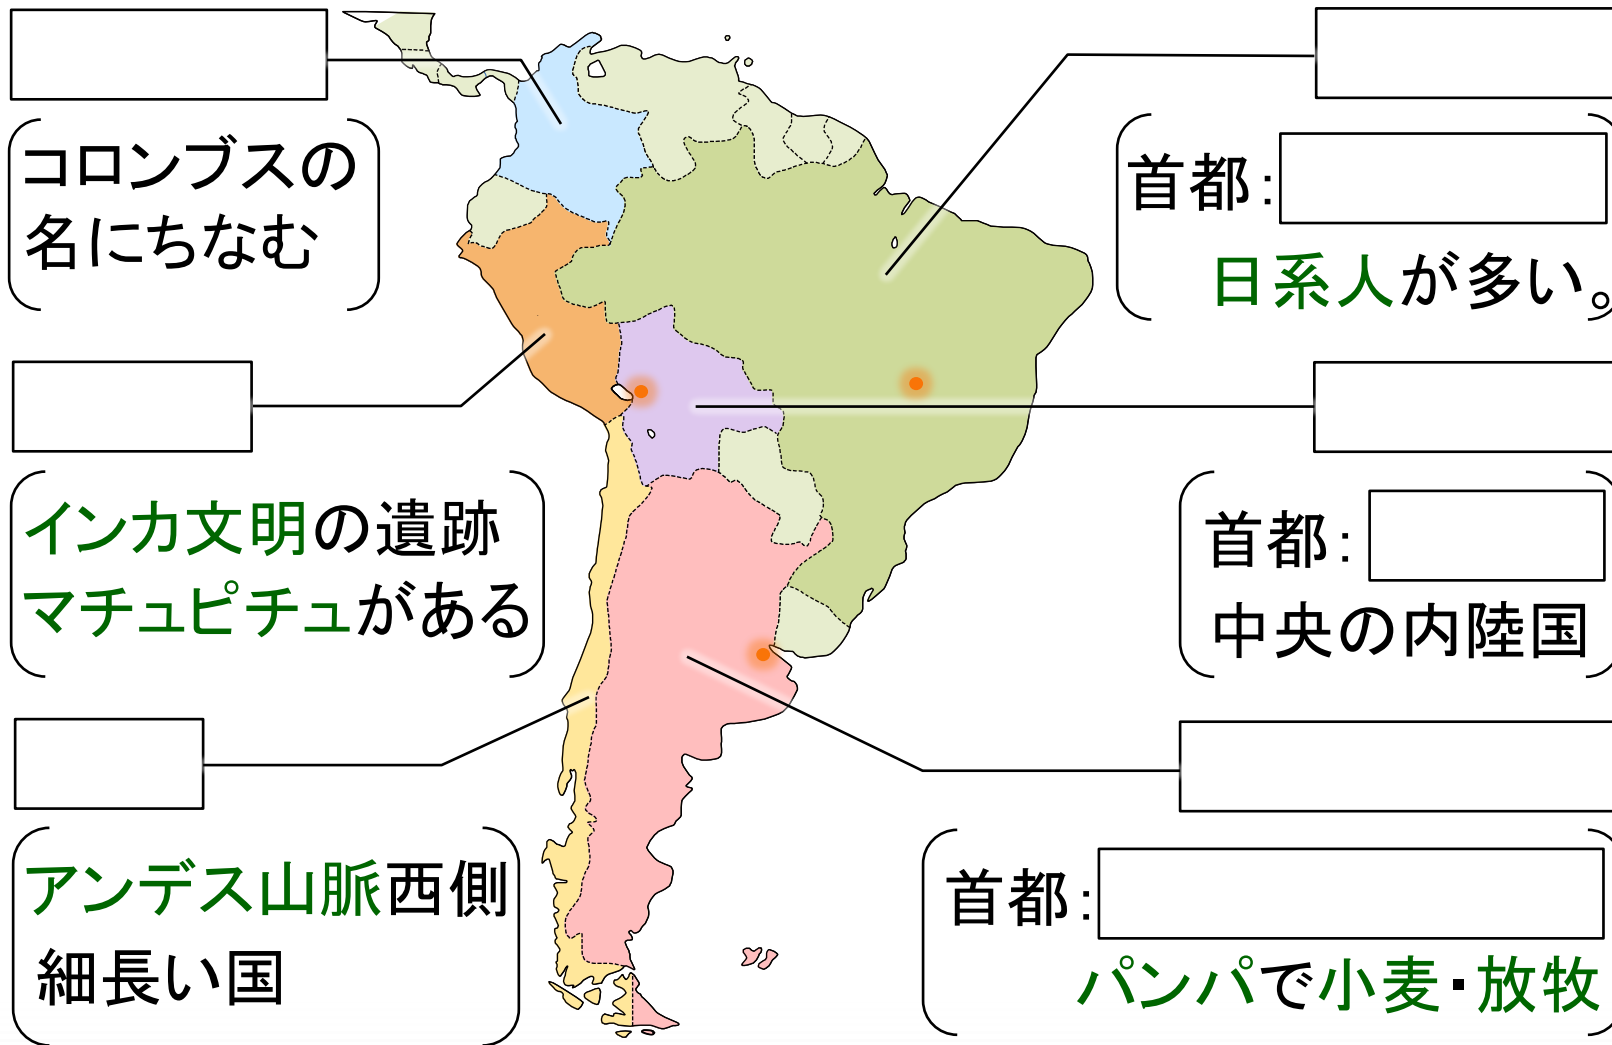 コロンブスの
名にちなむ
インカ文明の遺跡
マチュピチュがある
アンデス山脈西側
細長い国
首都:
日系人が多い。
首都:
中央の内陸国
首都:
パンパで小麦・放牧